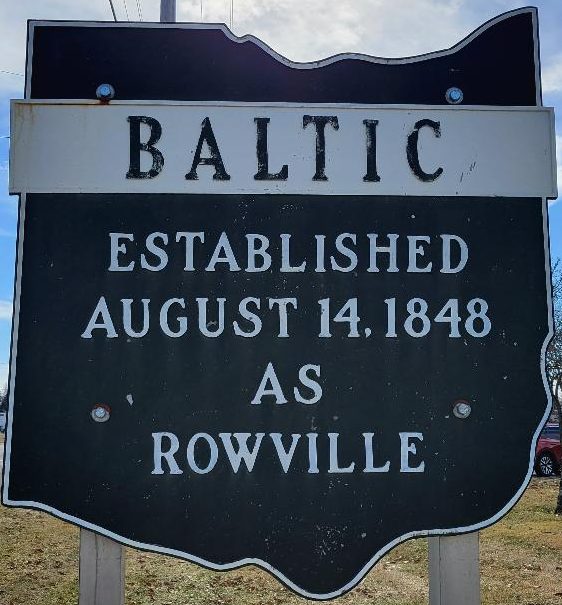 BALTIC
ESTABLISHED
AUGUST 14, 1848
AS
ROWVILLE